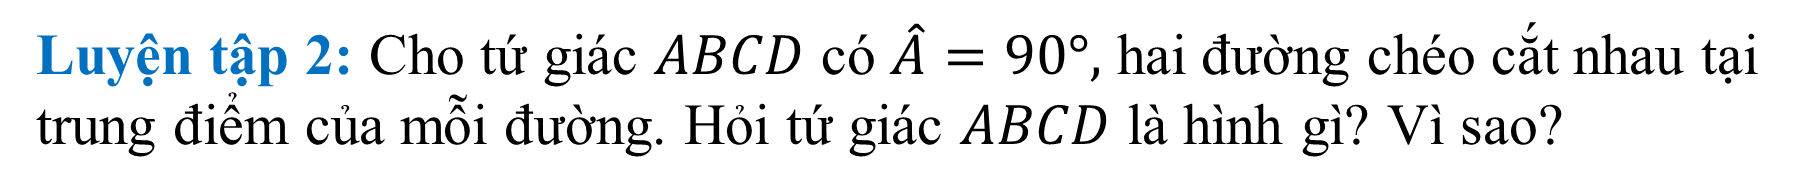 Luyện tập 2: Cho tứ giác ABCD có Â = 90°, hai đường chéo cắt nhau tại
trung điểm của mỗi đường. Hỏi tứ giác ABCD là hình gì? Vì sao?